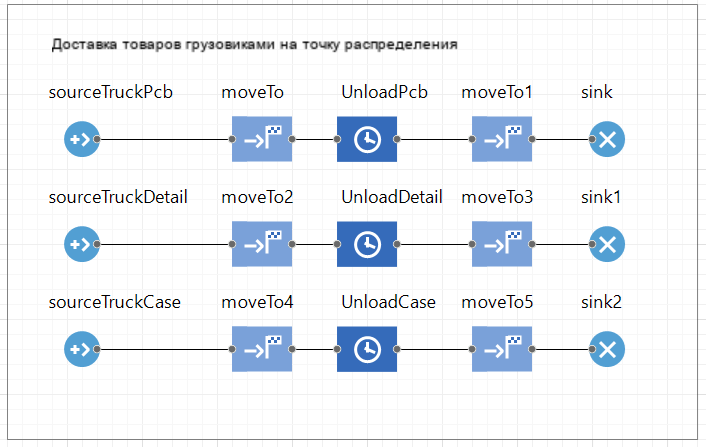 Доставка товаров грузовиками на точку распределения
sourceTruckPcb moveTo UnloadPcb moveTo1 sink
sourceTruckDetail moveTo2 UnloadDetail moveTo3 sink1
sourceTruckCase moveTo4 UnloadCase moveTo5 sink2